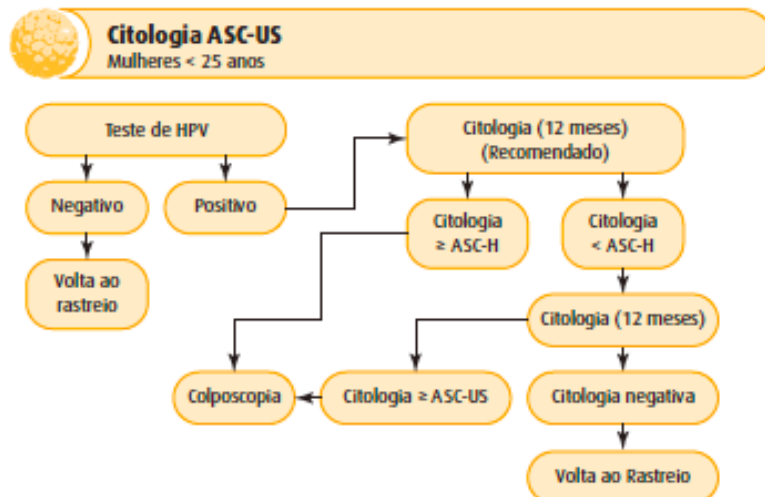 Citologia ASC-US
Mulheres < 25 anos
Teste de HPV
Citologia (12 meses)
(Recomendado)
Negativo
Positivo
Citologia
≥ ASC-H
Citologia
< ASC-H
Volta ao
rastreio
Citologia (12 meses)
Colposcopia
Citologia ≥ ASC-US
Citologia negativa
Volta ao Rastreio